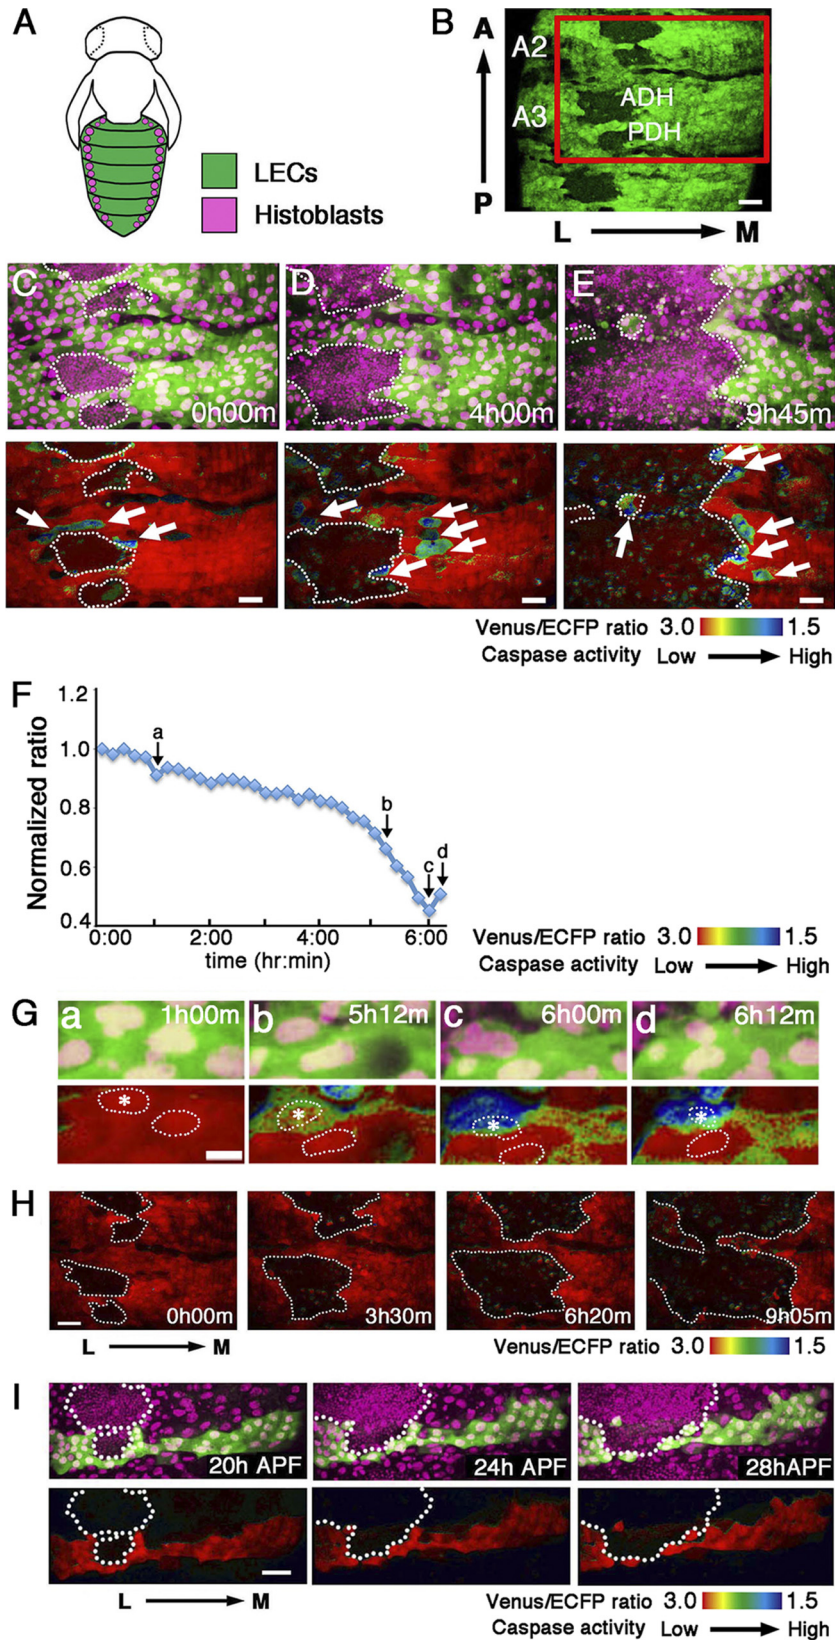 A
LECs
Histoblasts
B
A
A2
A3
ADH
PDH
P
L M
C
0h00m
D
4h00m
E
9h45m
Venus/ECFP ratio 3.0 1.5
Caspase activity Low High
F
Normalized ratio
1.2
1.0
0.8
0.6
0.4
a
b
c
d
0:00 2:00 4:00 6:00
time (hr:min)
Venus/ECFP ratio 3.0 1.5
Caspase activity Low High
G
a 1h00m
b 5h12m
c 6h00m
d 6h12m
*
*
*
*
H
0h00m
3h30m
6h20m
9h05m
L M
Venus/ECFP ratio 3.0 1.5
I
20h APF
24h APF
28hAPF
L M
Venus/ECFP ratio 3.0 1.5
Caspase activity Low High